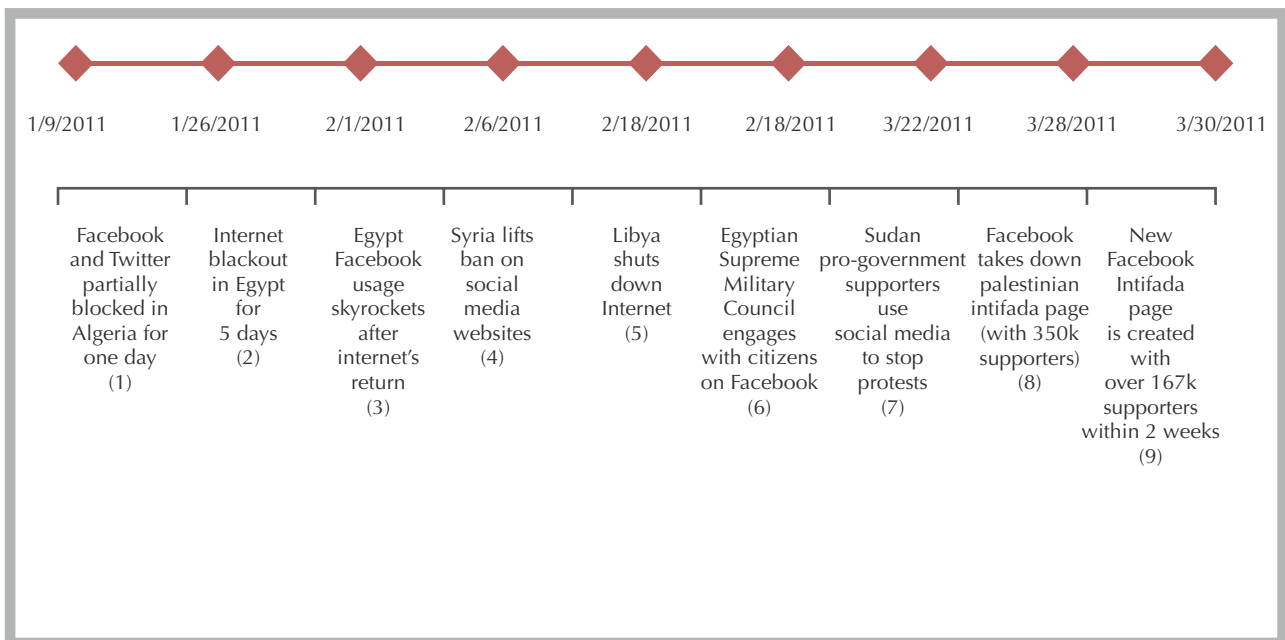 1/9/2011 1/26/2011 2/1/2011 2/6/2011 2/18/2011 2/18/2011 3/22/2011 3/28/2011 3/30/2011
Facebook
and Twitter
partially
blocked in
Algeria for
one day
(1)
Internet
blackout
in Egypt
for
5 days
(2)
Egypt
Facebook
usage
skyrockets
after
internet's
return
(3)
Syria lifts
ban on
social
media
websites
(4)
Libya
shuts
down
Internet
(5)
Egyptian
Supreme
Military
Council
engages
with citizens
on Facebook
(6)
Sudan
pro-government
supporters
use
social media
to stop
protests
(7)
Facebook
takes down
palestinian
intifada page
(with 350k
supporters)
(8)
New
Facebook
Intifada
page
is created
with
over 167k
supporters
within 2 weeks
(9)